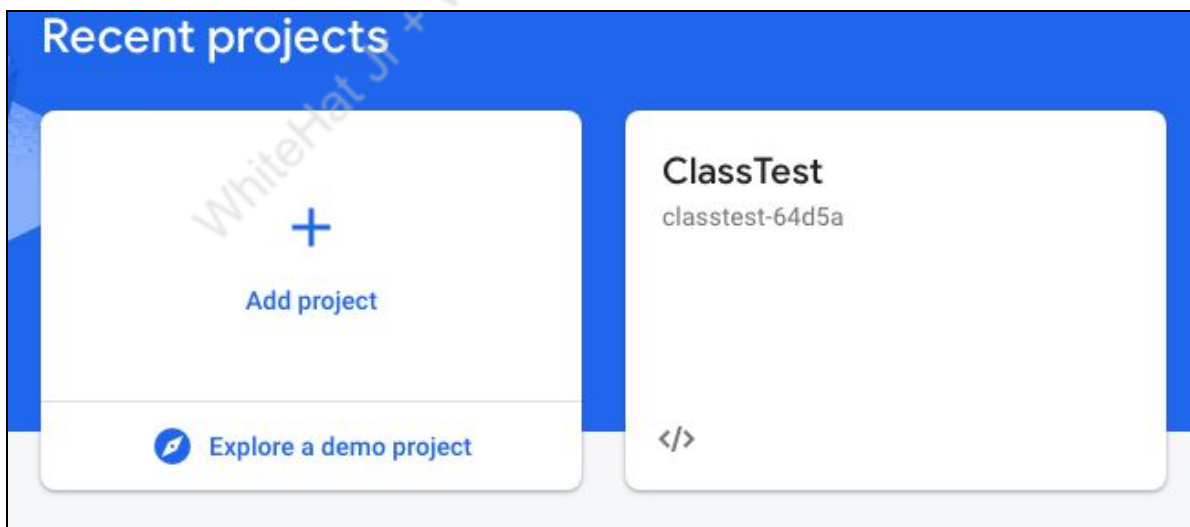 Recent projects
WhiteHat Jr +
+
Add project
Explore a demo project
ClassTest
classtest-64d5a
</>